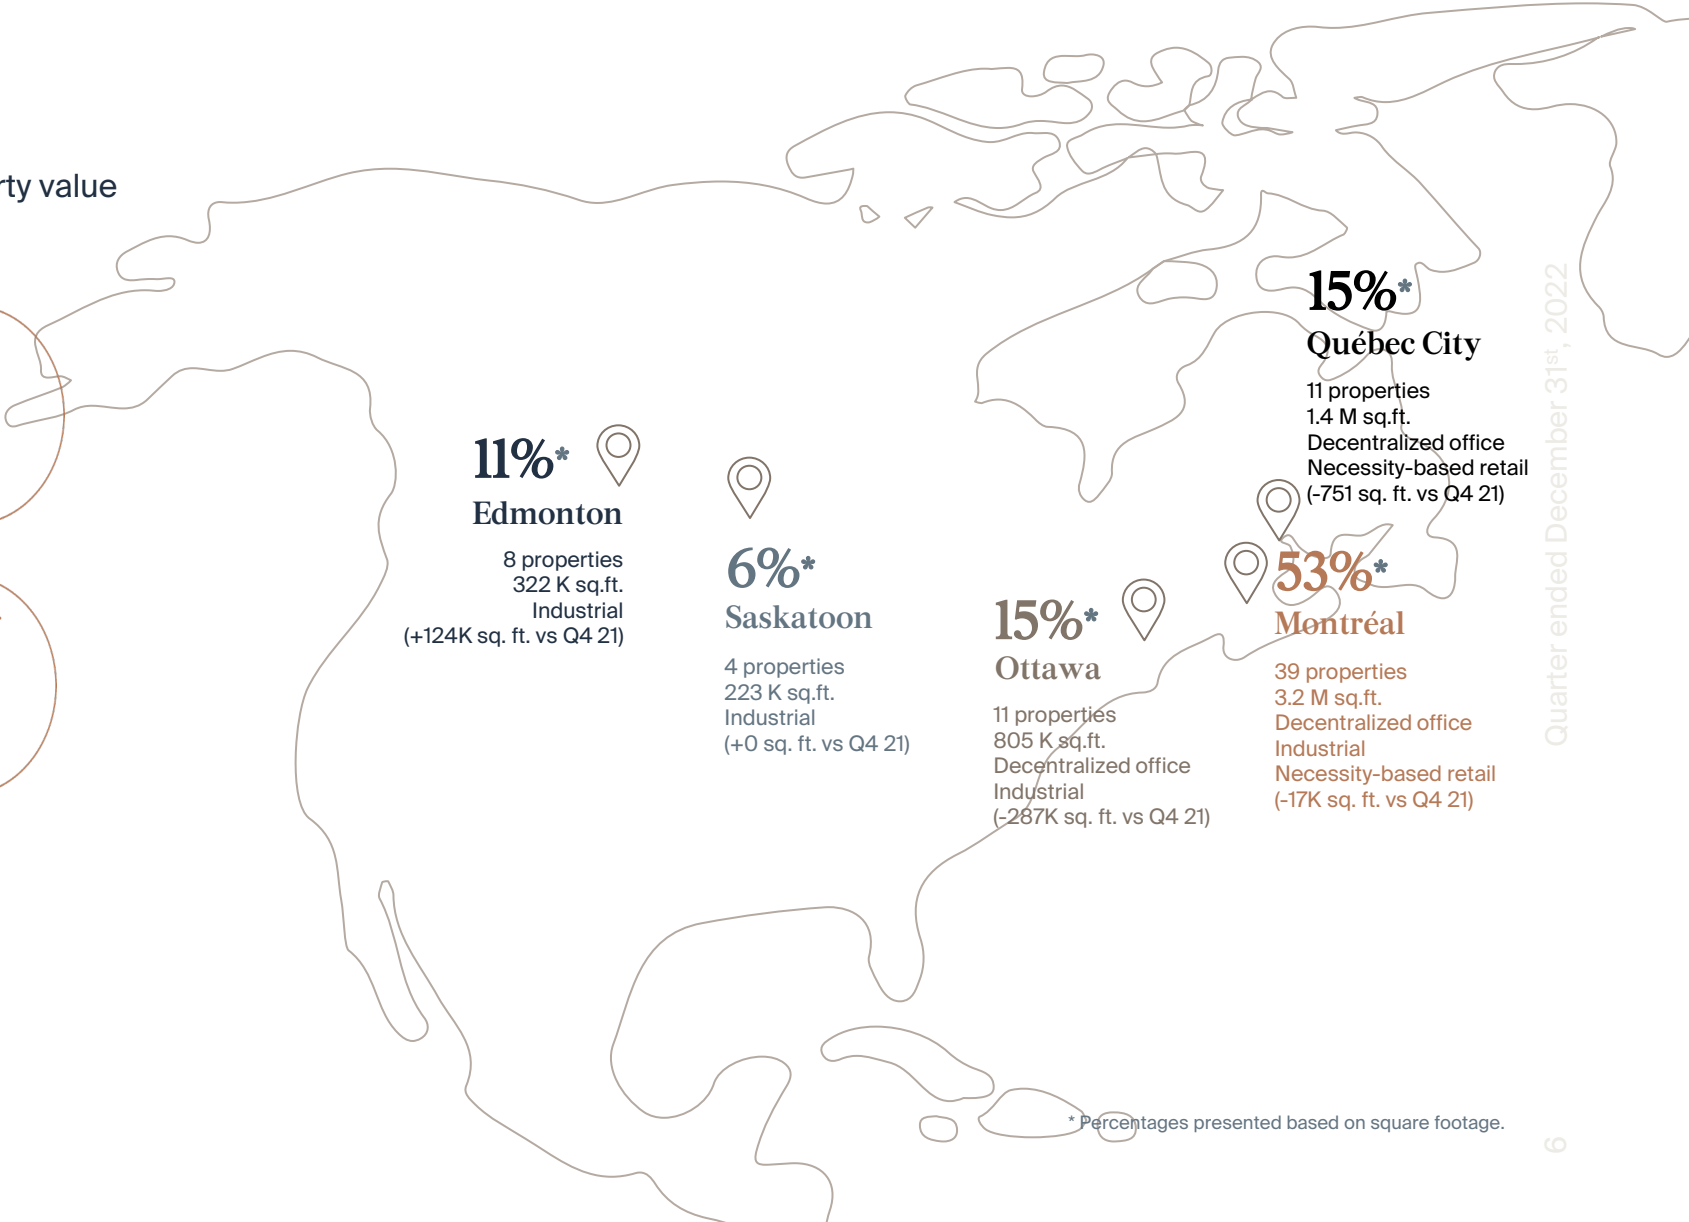 rty value
15%*
Québec City
11 properties
1.4 M sq.ft.
Decentralized office
Necessity-based retail
(-751 sq. ft. vs Q4 21)
11%*
Edmonton
8 properties
322 K sq.ft.
Industrial
(+124K sq. ft. vs Q4 21)
6%*
Saskatoon
4 properties
223 K sq.ft.
Industrial
(+0 sq. ft. vs Q4 21)
15%*
Ottawa
11 properties
805 K sq.ft.
Decentralized office
Industrial
(-287K sq. ft. vs Q4 21)
53%*
Montréal
39 properties
3.2 M sq.ft.
Decentralized office
Industrial
Necessity-based retail
(-17K sq. ft. vs Q4 21)
* Percentages presented based on square footage.
Quarter ended December 31st, 2022
6